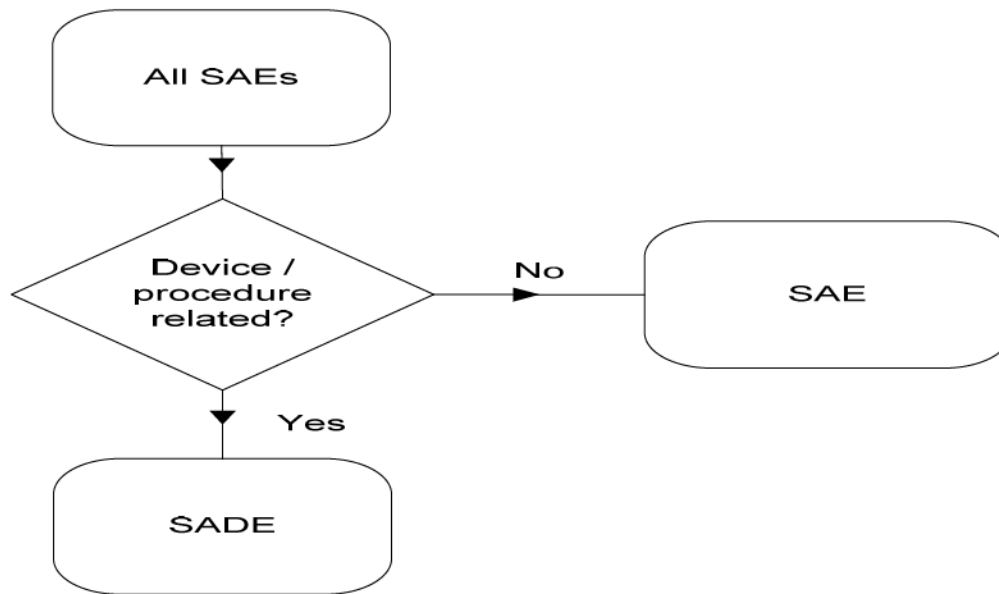 All SAEs
Device /
procedure
related?
No
SAE
Yes
SADE